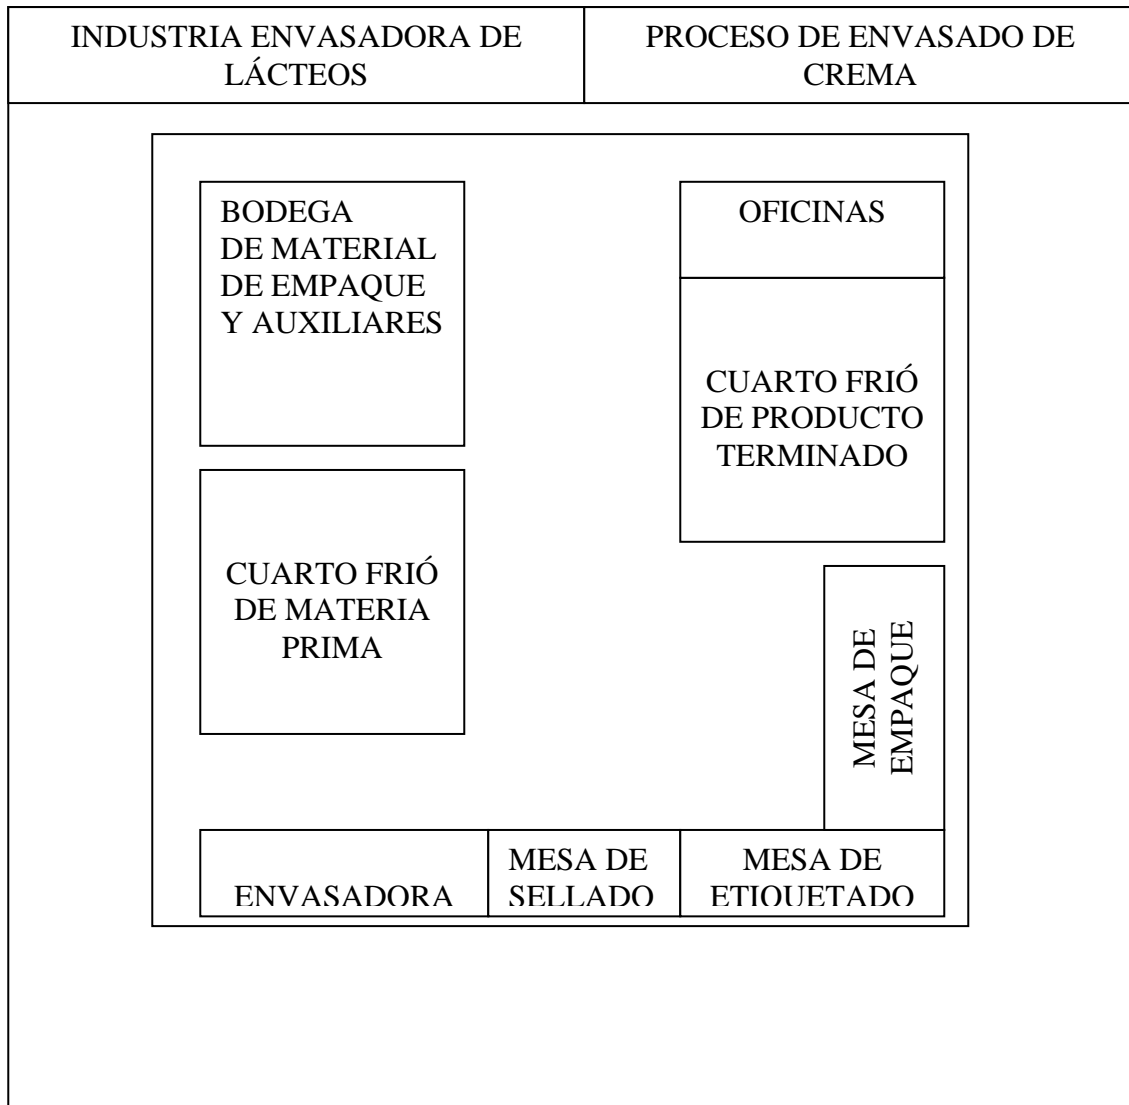 INDUSTRIA ENVASADORA DE
LÁCTEOS
PROCESO DE ENVASADO DE
CREMA
BODEGA
DE MATERIAL
DE EMPAQUE
Y AUXILIARES
OFICINAS
CUARTO FRIÓ
DE PRODUCTO
TERMINADO
CUARTO FRIÓ
DE MATERIA
PRIMA
MESA DE
EMPAQUE
ENVASADORA
MESA DE
SELLADO
MESA DE
ETIQUETADO